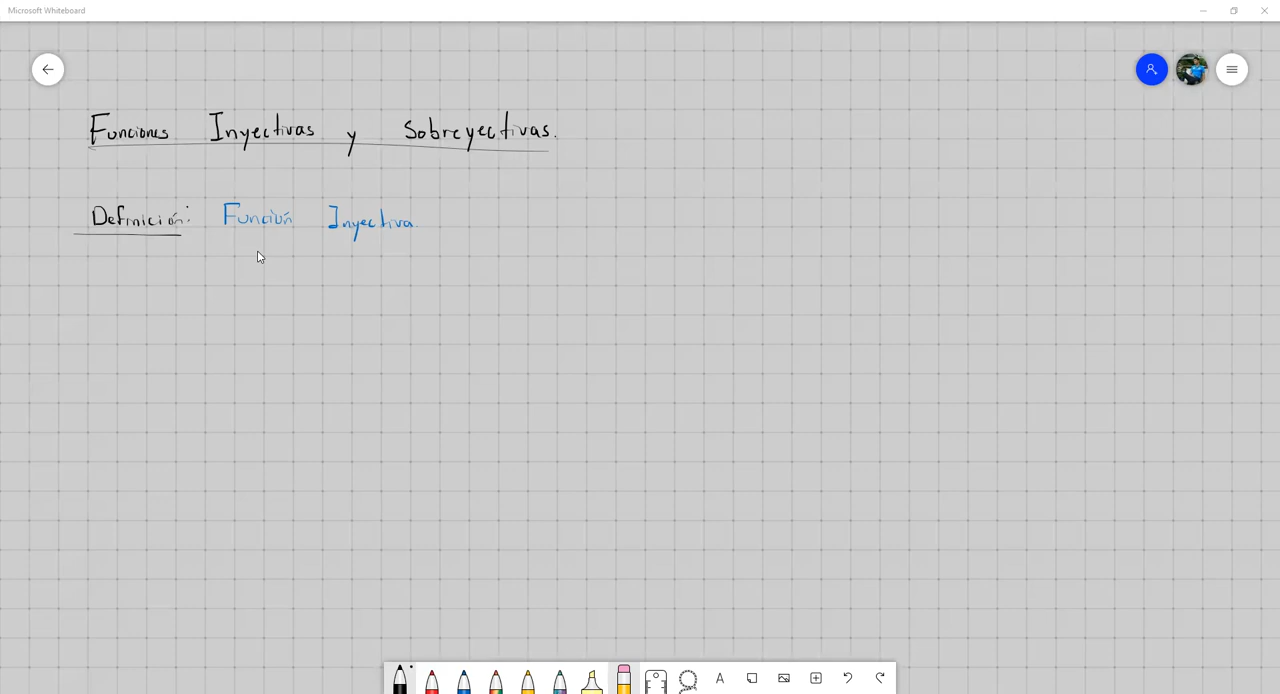 Microsoft Whiteboard
Funciones Inyectivas y Sobreyectivas.
Definición: Función Inyectiva.
A